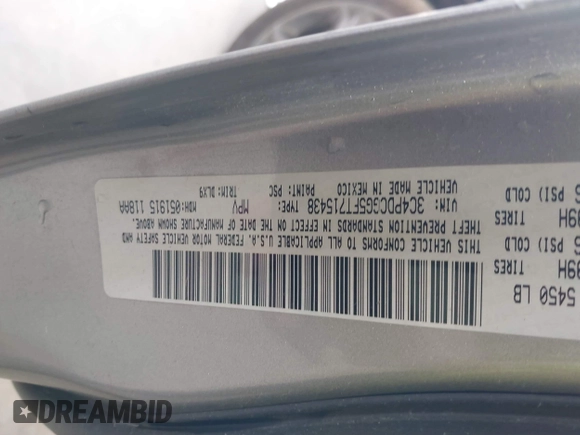 5450 LB
TIRES
99H
G PSI) COLD
TIRES
99H
G PSI) COLD
THIS VEHICLE CONFORMS TO ALL APPLICABLE U.S.A. FEDERAL MOTOR VEHICLE SAFETY AND
THEFT PREVENTION STANDARDS IN EFFECT ON THE DATE OF MANUFACTURE SHOWN ABOVE.
VIN: 3C4PDCGG5FT715438 TYPE: MPV MDH: 051915 118AA
VEHICLE MADE IN MEXICO PAINT: PSC TRIM: DLX9
DREAMBID